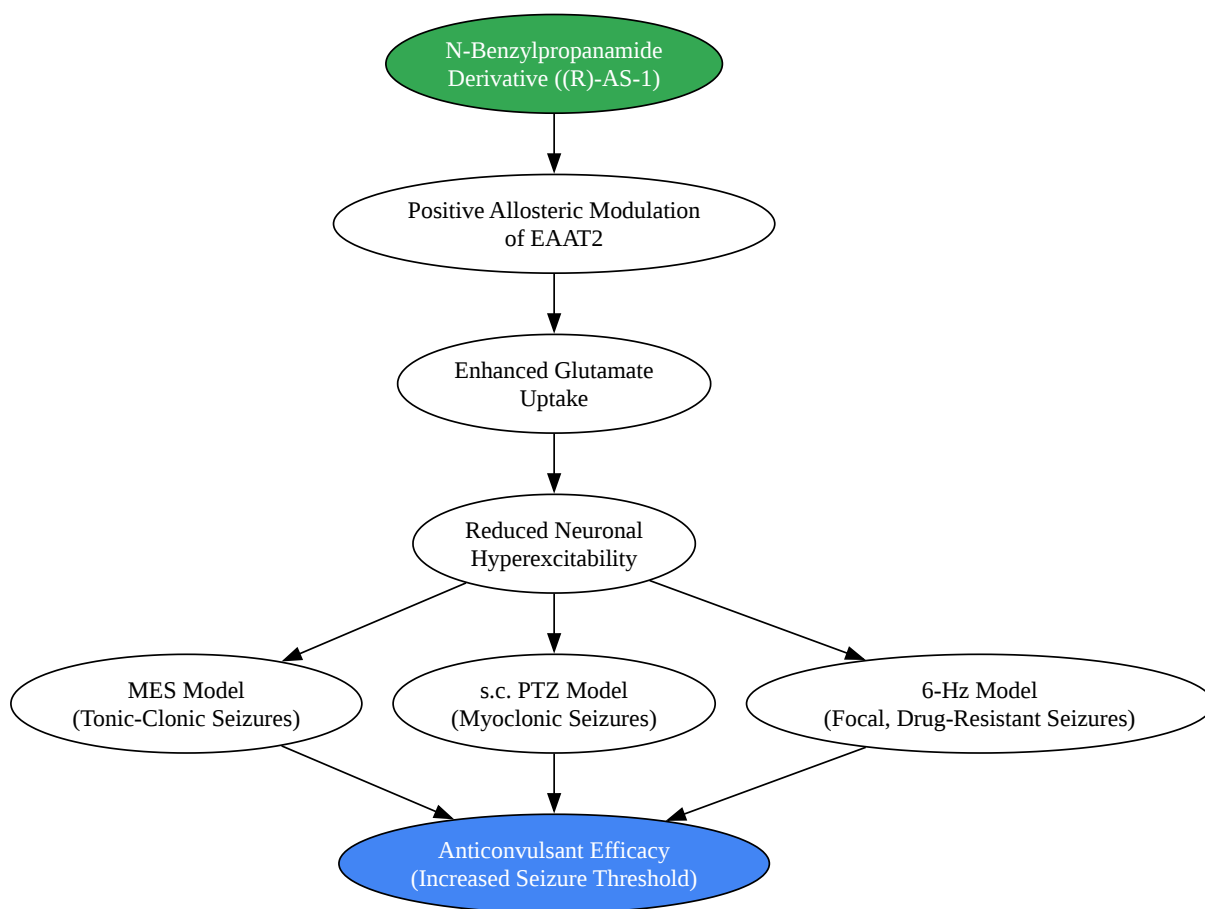 N-Benzylpropanamide
Derivative ((R)-AS-1)
Positive Allosteric Modulation
of EAAT2
Enhanced Glutamate
Uptake
Reduced Neuronal
Hyperexcitability
MES Model
(Tonic-Clonic Seizures)
s.c. PTZ Model
(Myoclonic Seizures)
6-Hz Model
(Focal, Drug-Resistant Seizures)
Anticonvulsant Efficacy
(Increased Seizure Threshold)